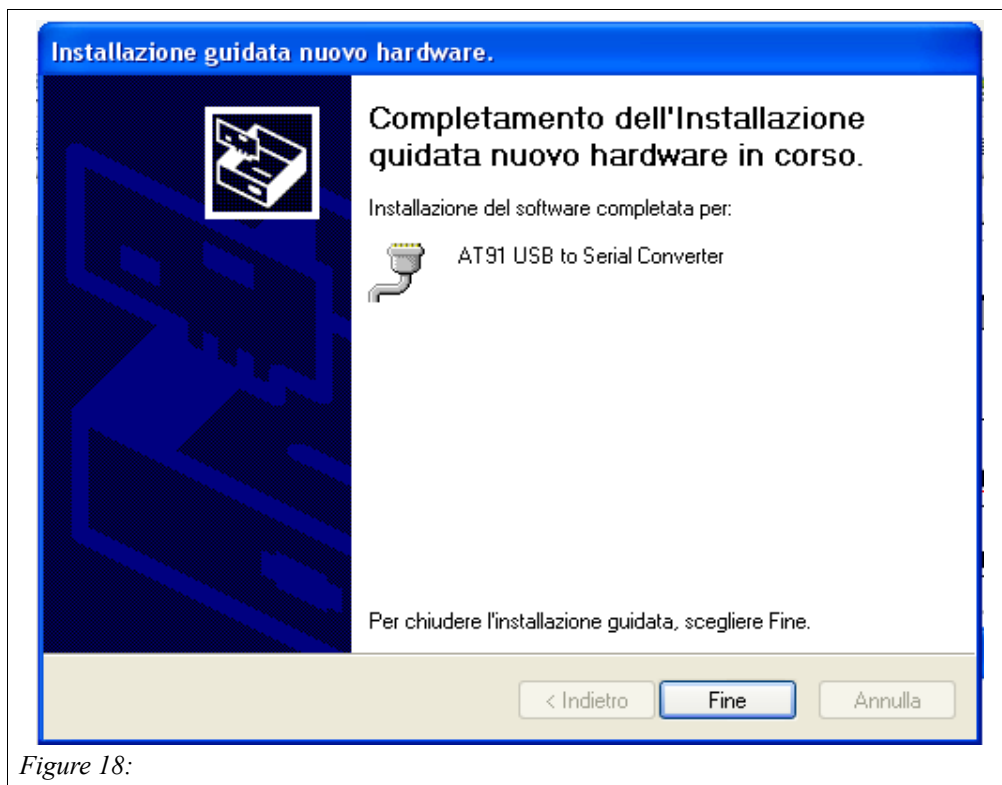 Installazione guidata nuovo hardware.
Completamento dell'Installazione
guidata nuovo hardware in corso.
Installazione del software completata per:
AT91 USB to Serial Converter
Per chiudere l'installazione guidata, scegliere Fine.
< Indietro
Fine
Annulla
Figure 18: